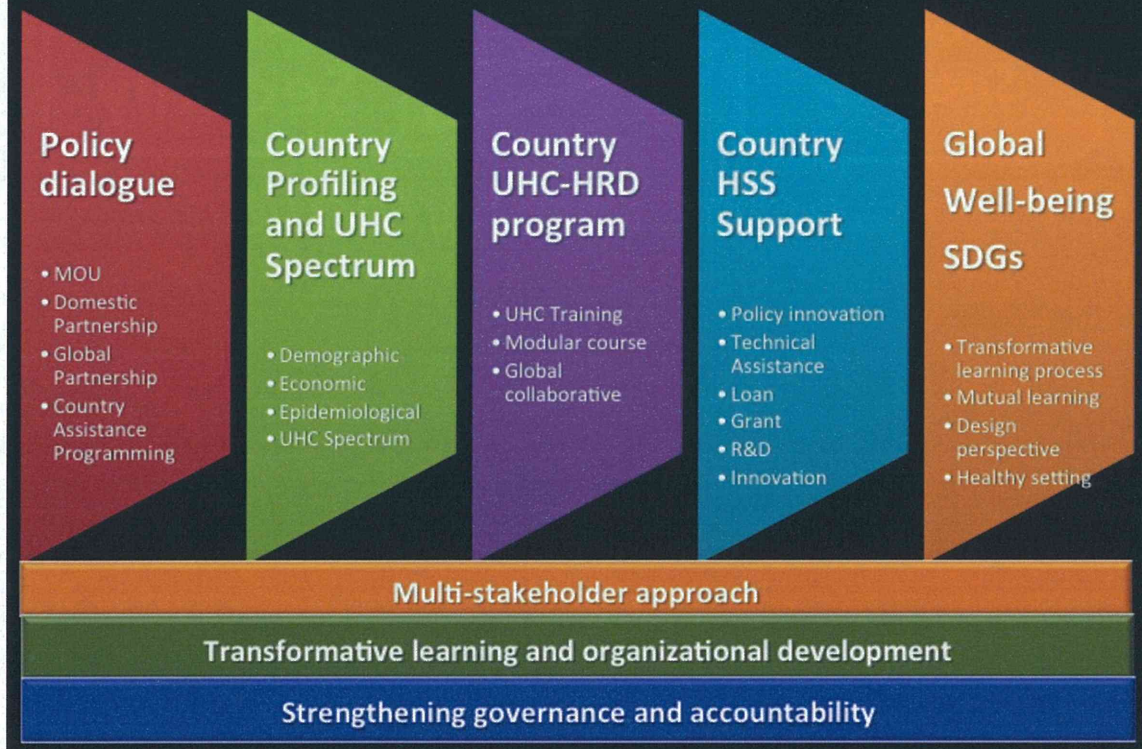 Policy
dialogue
• MOU
• Domestic
Partnership
• Global
Partnership
• Country
Assistance
Programming
Country
Profiling
and UHC
Spectrum
• Demographic
• Economic
• Epidemiological
• UHC Spectrum
Country
UHC-HRD
program
• UHC Training
• Modular course
• Global
collaborative
Country
HSS
Support
• Policy innovation
• Technical
Assistance
• Loan
• Grant
• R&D
• Innovation
Global
Well-being
SDGs
• Transformative
learning process
• Mutual learning
• Design
perspective
• Healthy setting
Multi-stakeholder approach
Transformative learning and organizational development
Strengthening governance and accountability